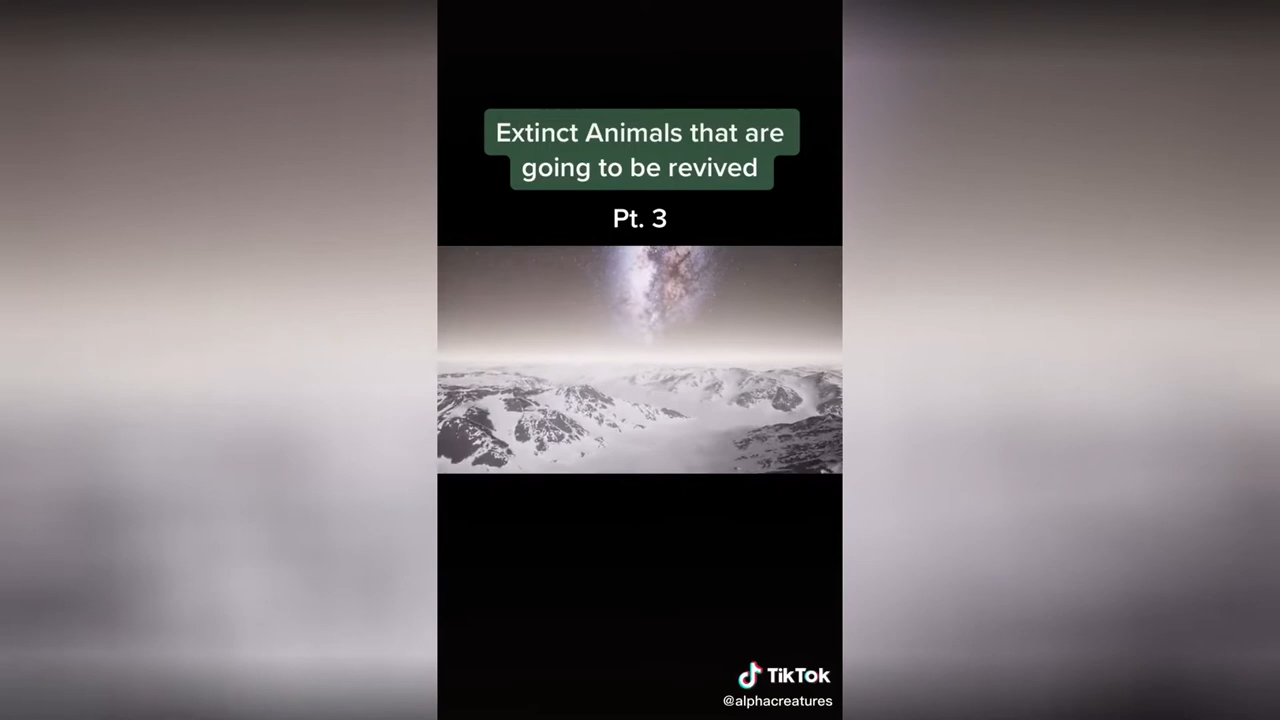 Extinct Animals that are
going to be revived
Pt. 3
TikTok
@alphacreatures